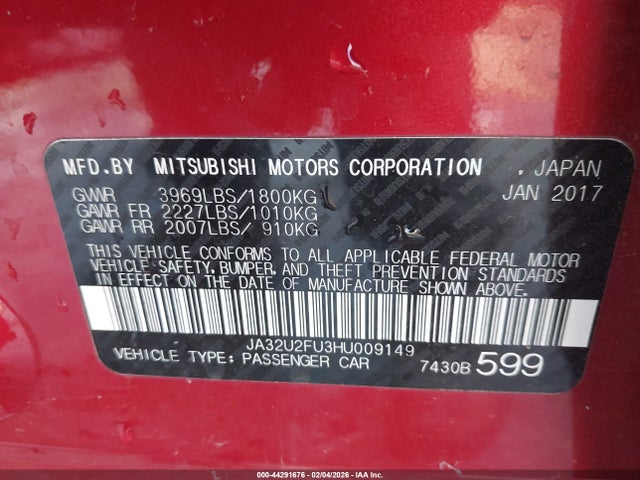 MFD.BY MITSUBISHI MOTORS CORPORATION , JAPAN
GVWR 3969LBS/1800KG JAN 2017
GAWR FR 2227LBS/1010KG
GAWR RR 2007LBS/ 910KG
THIS VEHICLE CONFORMS TO ALL APPLICABLE FEDERAL MOTOR
VEHICLE SAFETY, BUMPER, AND THEFT PREVENTION STANDARDS
IN EFFECT ON THE DATE OF MANUFACTURE SHOWN ABOVE.
JA32U2FU3HU009149
VEHICLE TYPE: PASSENGER CAR 7430B 599
000-44291676 - 02/04/2026 - IAA Inc.